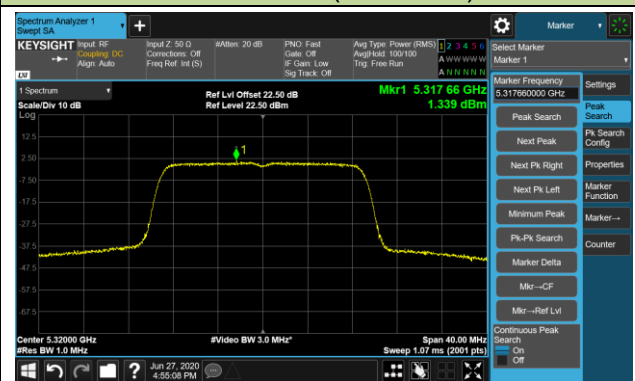 Spectrum Analyzer 1
Swept SA
Marker
KEYSIGHT
Input: RF
Coupling: DC
Align: Auto
Input Z: 50 Ω
Corrections: Off
Freq Ref: Int (S)
#Atten: 20 dB
PNO: Fast
Gate: Off
IF Gain: Low
Sig Track: Off
Avg Type: Power (RMS)
Avg|Hold: 100/100
Trig: Free Run
1 2 3 4 5 6
A W W W W W
A N N N N N
Select Marker
Marker 1
LXI
1 Spectrum
Scale/Div 10 dB
Log
Ref Lvl Offset 22.50 dB
Ref Level 22.50 dBm
Mkr1 5.317 66 GHz
1.339 dBm
12.5
2.50
-7.50
-17.5
-27.5
-37.5
-47.5
-57.5
-67.5
1
Center 5.32000 GHz
#Res BW 1.0 MHz
#Video BW 3.0 MHz*
Span 40.00 MHz
Sweep 1.07 ms (2001 pts)
Marker Frequency
5.317660000 GHz
Peak Search
Next Peak
Next Pk Right
Next Pk Left
Minimum Peak
Pk-Pk Search
Marker Delta
Mkr→CF
Mkr→Ref Lvl
Continuous Peak
Search
On
Off
Settings
Peak
Search
Pk Search
Config
Properties
Marker
Function
Marker→
Counter
?
Jun 27, 2020
4:55:08 PM